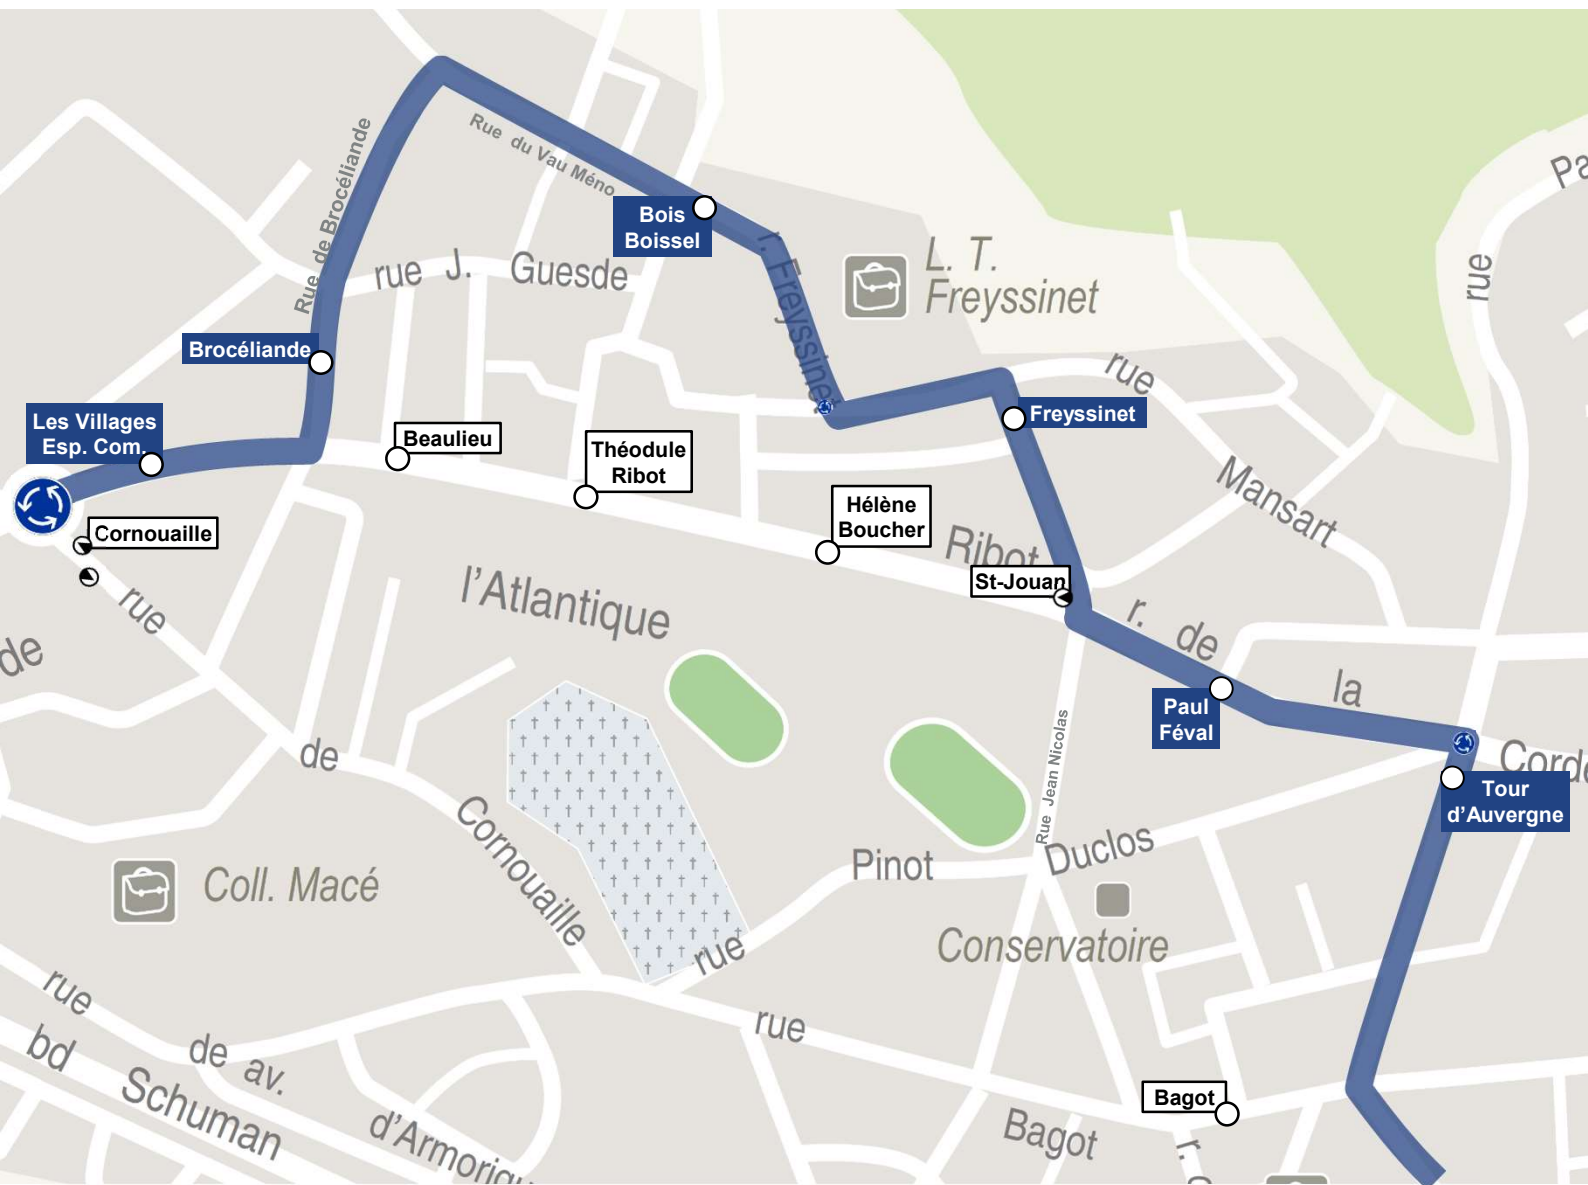 Rue du Vau Méno
Rue de Brocéliande
Bois
Boissel
r. Freyssinet
L. T.
Freyssinet
rue J. Guesde
rue
Brocéliande
rue
Les Villages
Esp. Com.
Beaulieu
Théodule
Ribot
Freyssinet
Mansart
Hélène
Boucher
Ribot
Cornouaille
St-Jouan
l'Atlantique
rue
r. de
la
de
Paul
Féval
Rue Jean Nicolas
de
Tour
d'Auvergne
Cornouaille
Pinot
Duclos
Coll. Macé
Conservatoire
rue
rue
rue
de av.
bd
Schuman
Bagot
Bagot